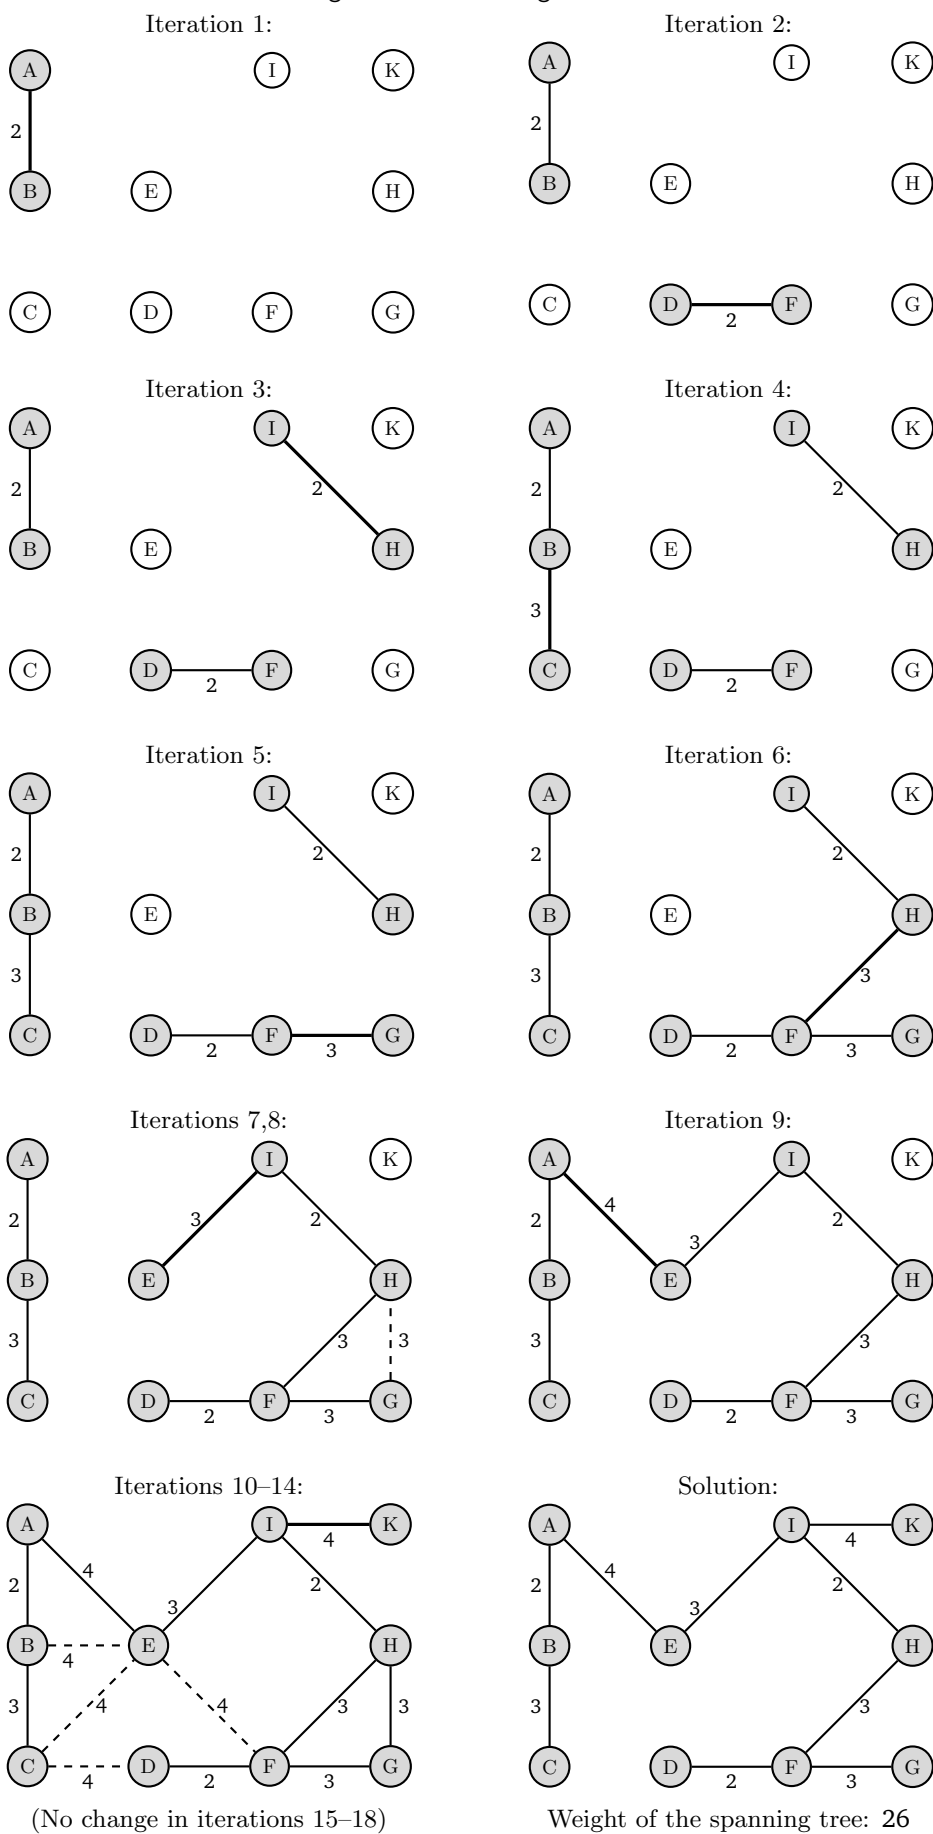 Iteration 1:
A
I
K
2
B
E
H
C
D
F
G
Iteration 2:
A
I
K
2
B
E
H
C
D
F
G
2
Iteration 3:
A
I
K
2
2
B
E
H
C
D
F
G
2
Iteration 4:
A
I
K
2
2
B
E
H
3
C
D
F
G
2
Iteration 5:
A
I
K
2
2
B
E
H
3
C
D
F
G
2
3
Iteration 6:
A
I
K
2
2
B
E
H
3
3
C
D
F
G
2
3
Iterations 7,8:
A
I
K
2
3
2
B
E
H
3
3
3
C
D
F
G
2
3
Iteration 9:
A
I
K
4
2
2
3
B
E
H
3
3
C
D
F
G
2
3
Iterations 10–14:
A
I
K
4
4
2
2
3
B
E
H
4
3
4
4
3
3
C
D
F
G
4
2
3
(No change in iterations 15–18)
Solution:
A
I
K
4
4
2
2
3
B
E
H
3
3
C
D
F
G
2
3
Weight of the spanning tree: 26